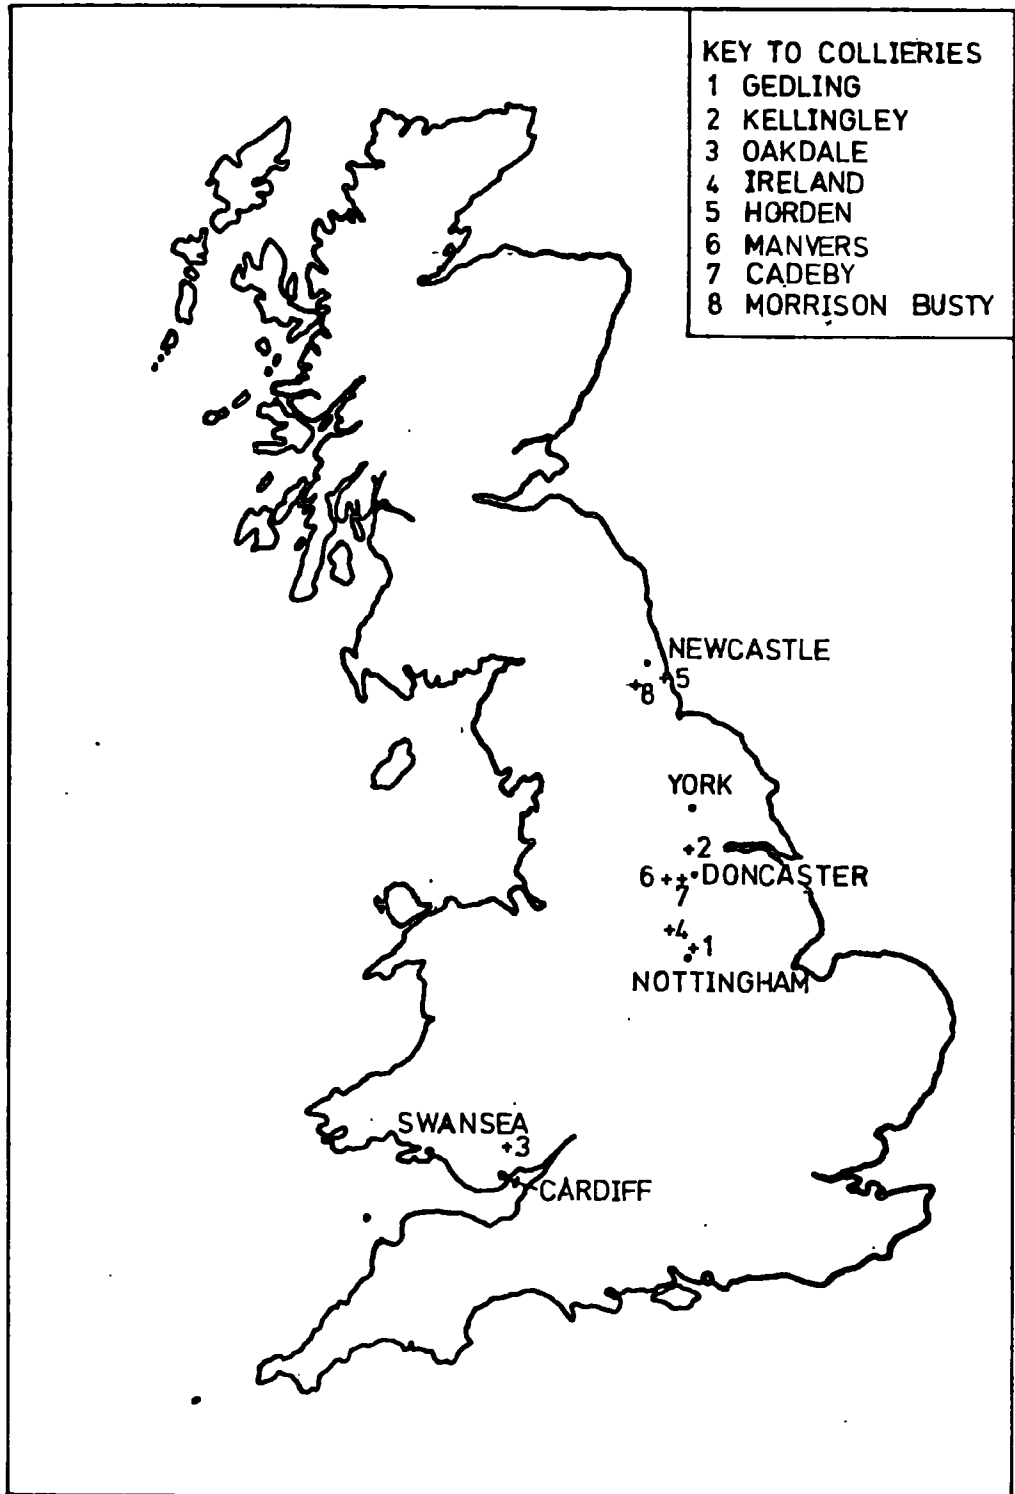 KEY TO COLLIERIES
1 GEDLING
2 KELLINGLEY
3 OAKDALE
4 IRELAND
5 HORDEN
6 MANVERS
7 CADEBY
8 MORRISON BUSTY
NEWCASTLE
+5
+8
YORK
+2
6++ DONCASTER
7
+4
+1
NOTTINGHAM
SWANSEA
+3
CARDIFF